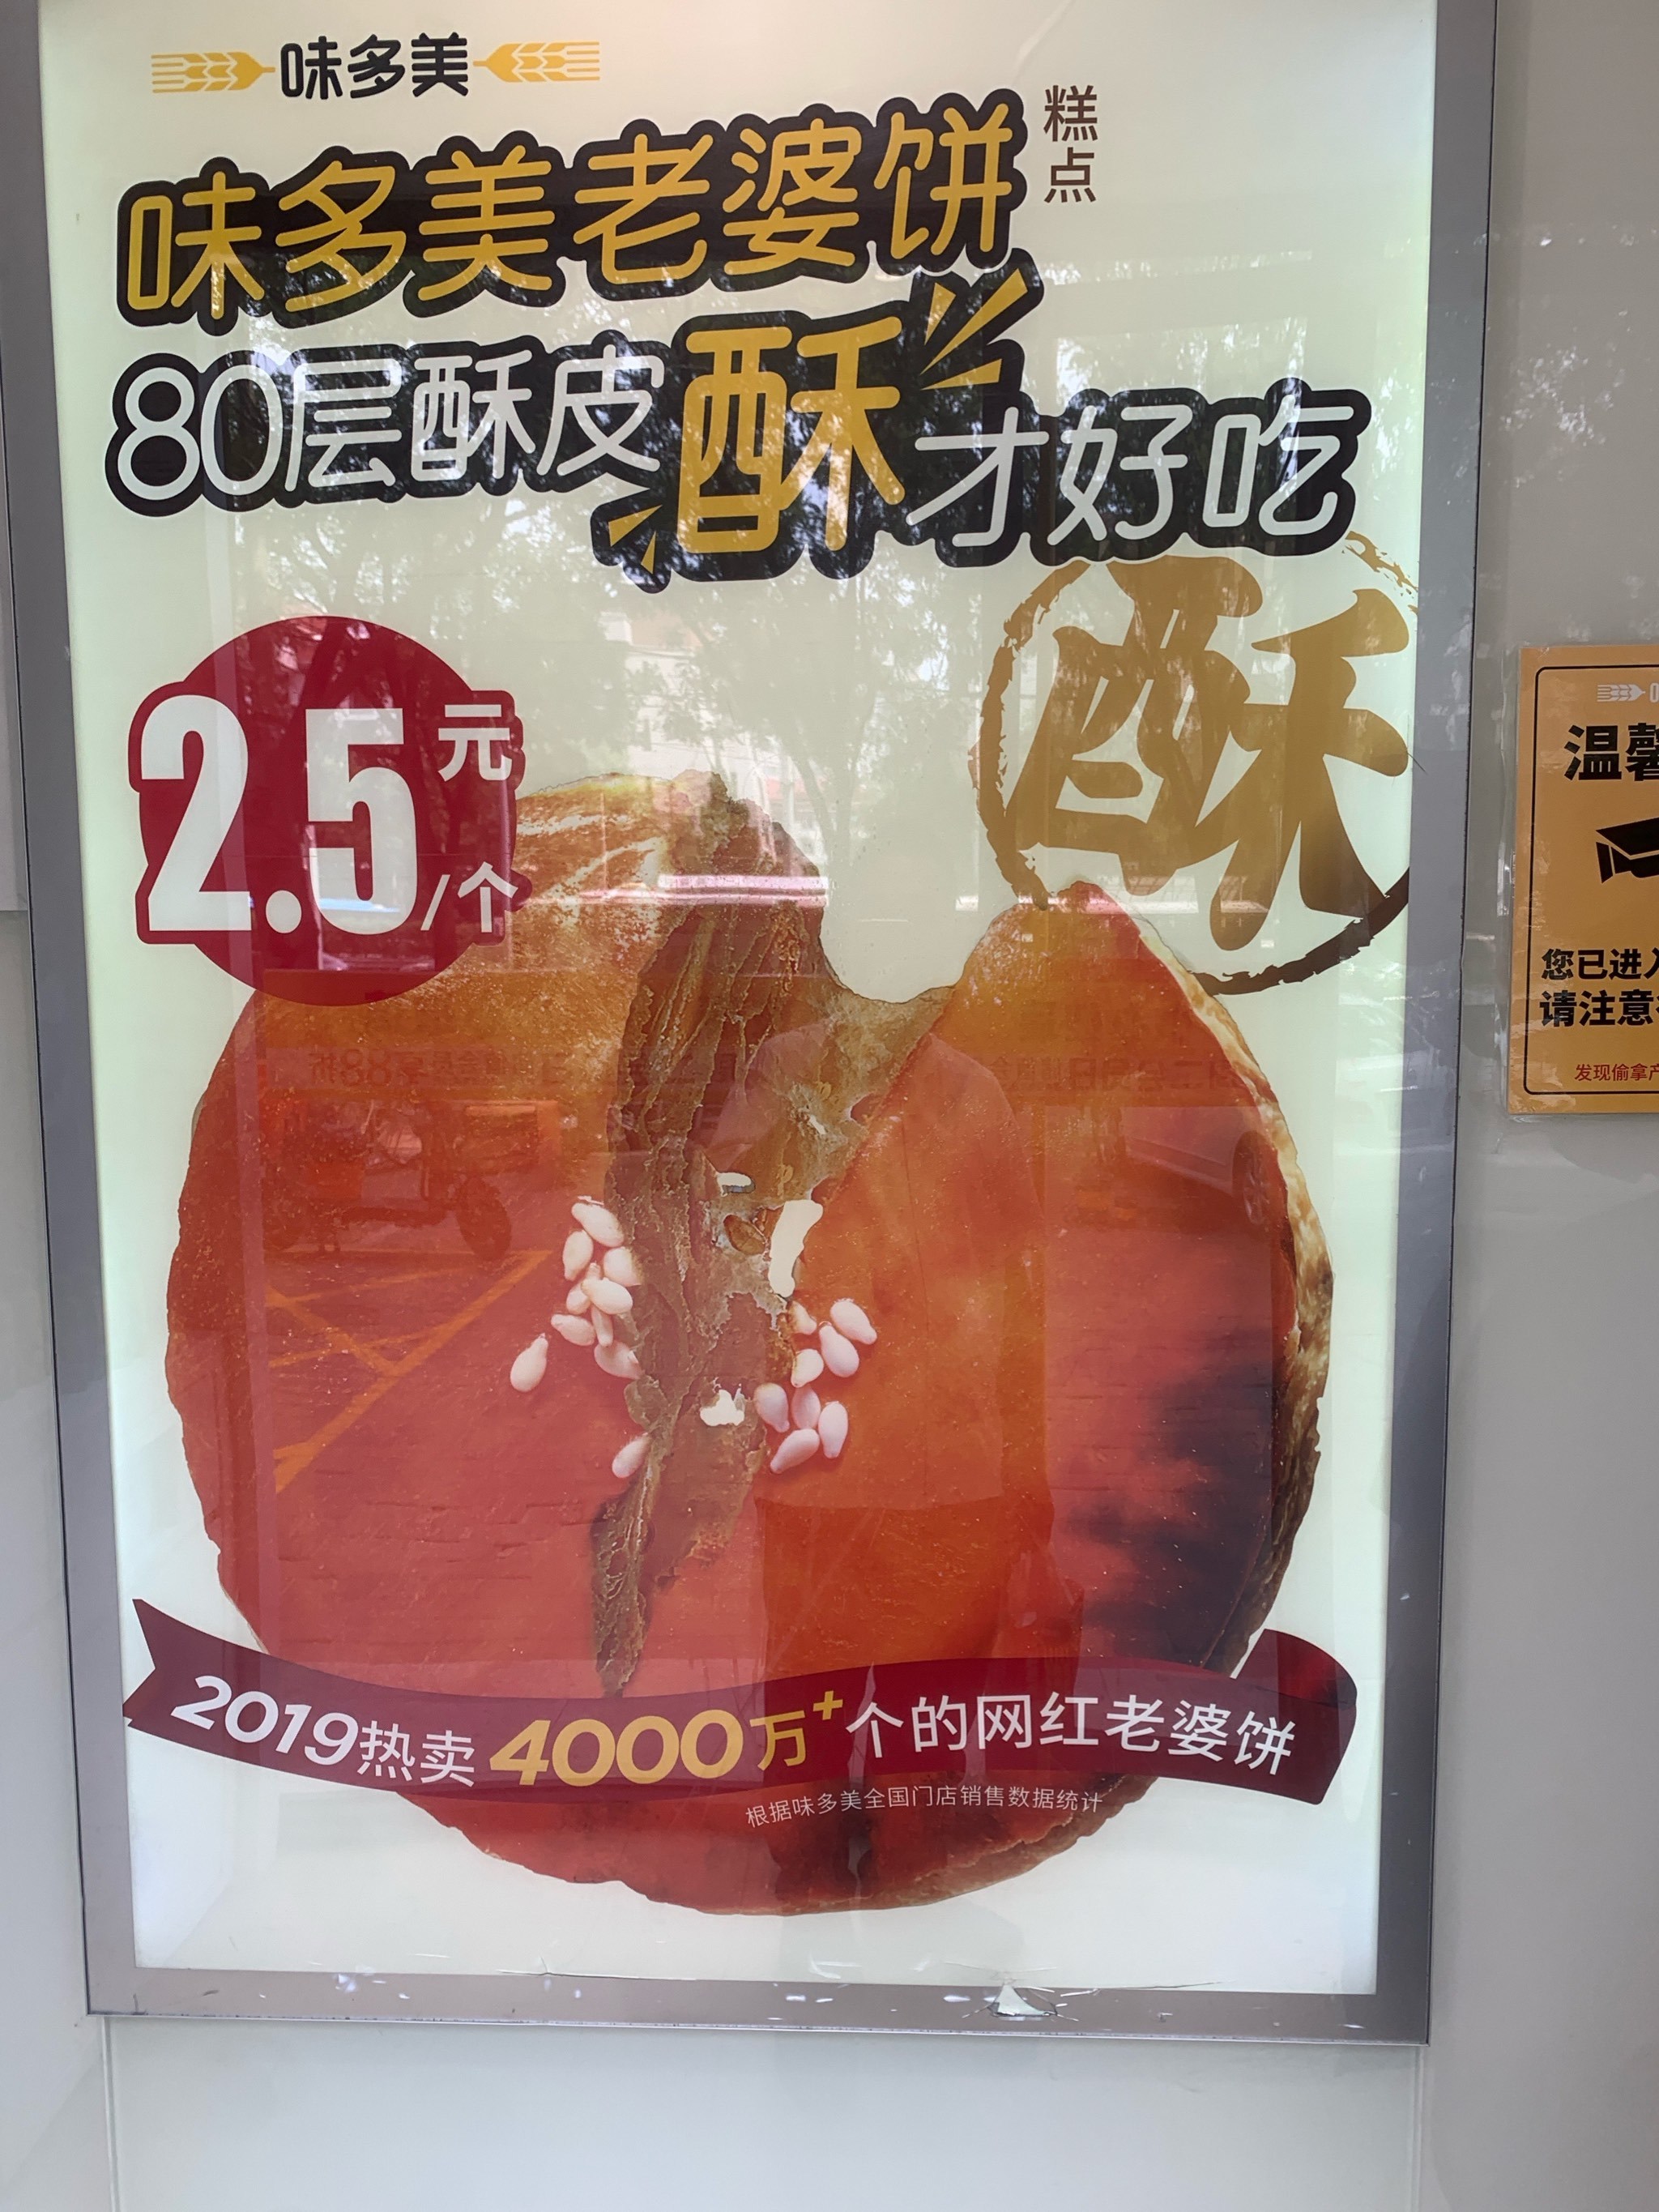 味多美
味多美老婆饼
糕点
80层酥皮酥才好吃
酥
2.5元/个
2019热卖4000万+个的网红老婆饼
根据味多美全国门店销售数据统计
温馨
您已进入
请注意
发现偷拿产